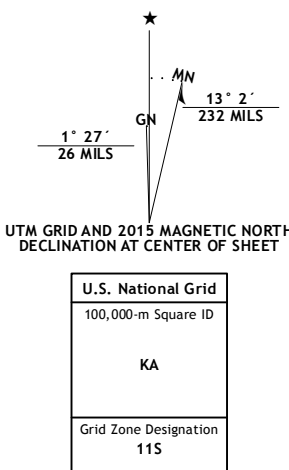 ★
MN
GN
13° 2´
232 MILS
1° 27´
26 MILS
UTM GRID AND 2015 MAGNETIC NORTH
DECLINATION AT CENTER OF SHEET
U.S. National Grid
100,000-m Square ID
KA
Grid Zone Designation
11S